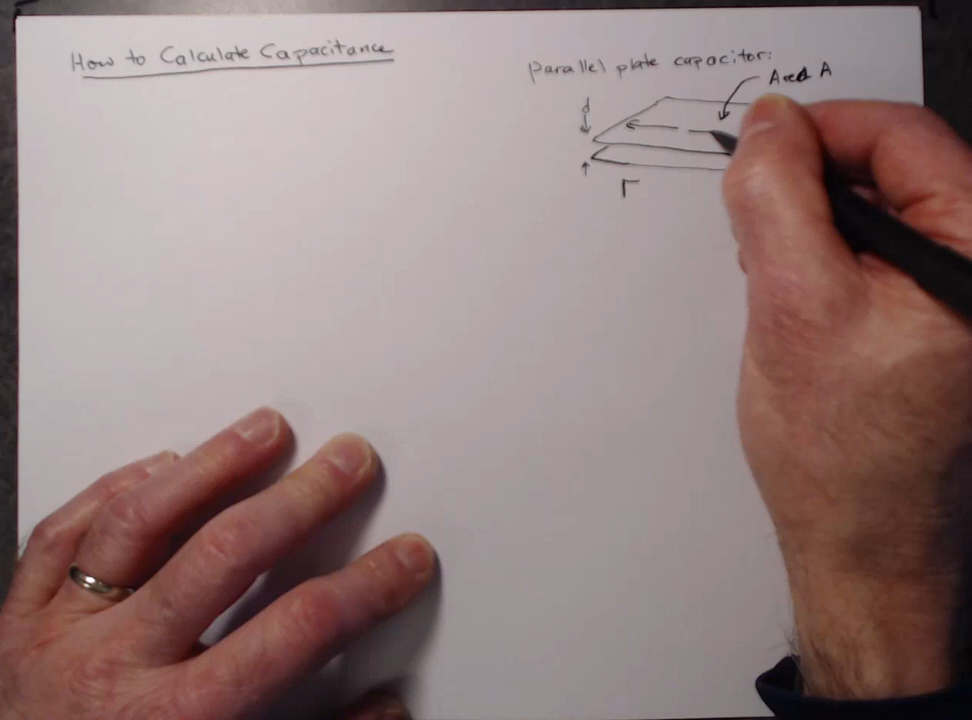 How to Calculate Capacitance
parallel plate capacitor:
Area A
d